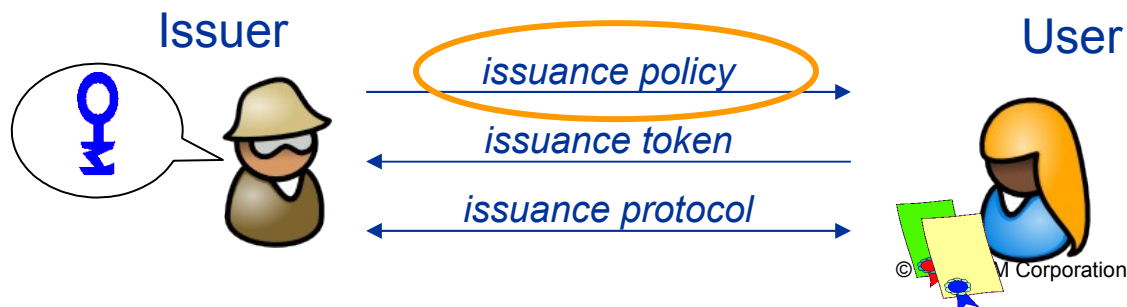 Issuer
User
issuance policy
issuance token
issuance protocol
© M Corporation